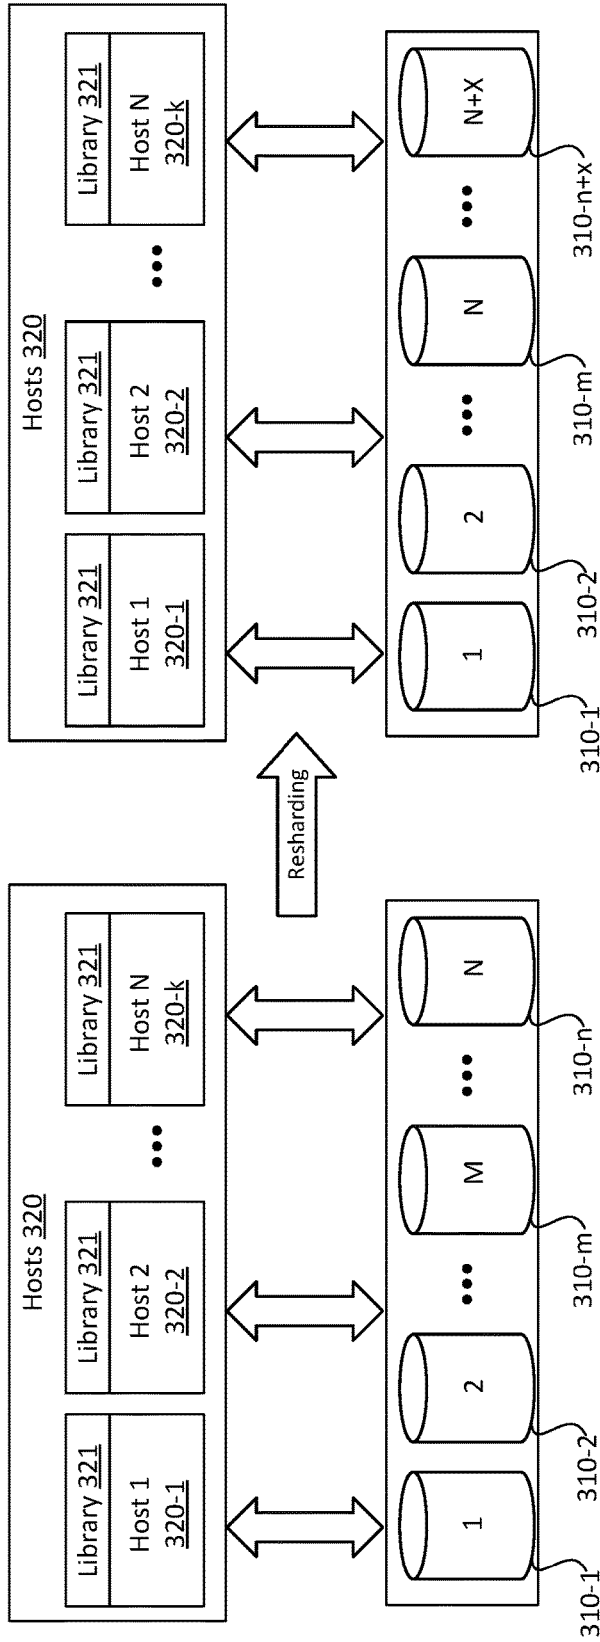 Hosts 320
Library 321
Host 1
320-1
Library 321
Host 2
320-2
•••
Library 321
Host N
320-k
1
2
•••
M
•••
N
310-1
310-2
310-m
310-n
Resharding
Hosts 320
Library 321
Host 1
320-1
Library 321
Host 2
320-2
•••
Library 321
Host N
320-k
1
2
•••
N
•••
N+X
310-1
310-2
310-m
310-n+x